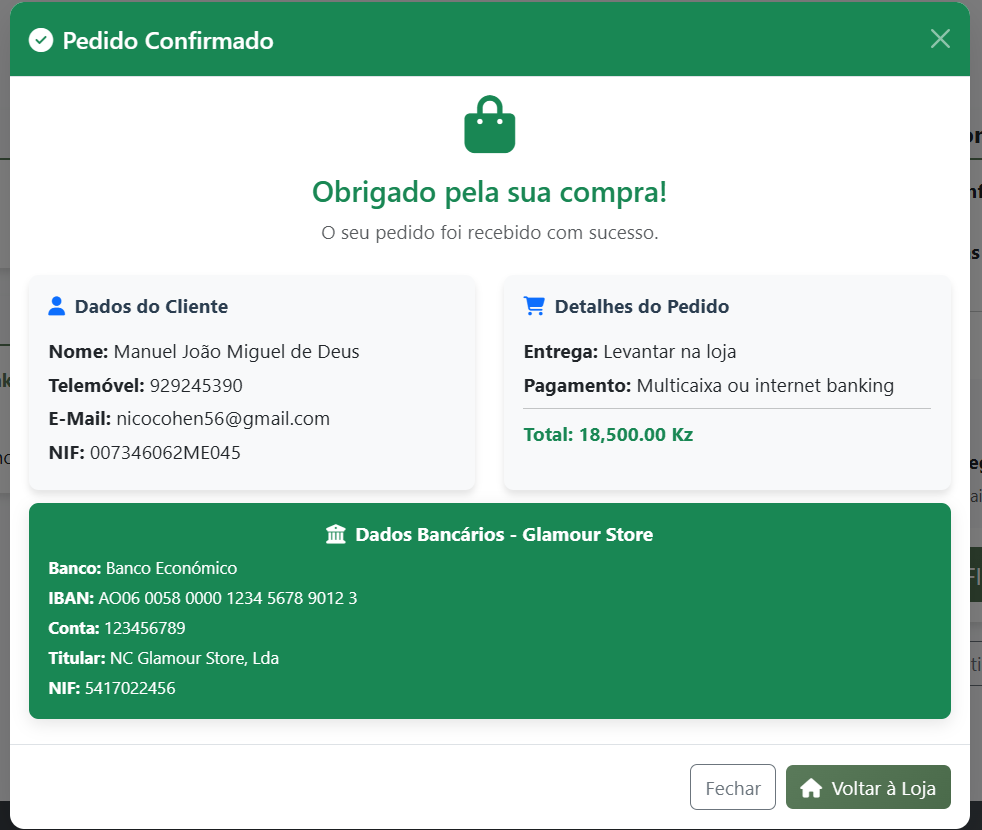 Pedido Confirmado
Obrigado pela sua compra!
O seu pedido foi recebido com sucesso.
Dados do Cliente
Nome: Manuel João Miguel de Deus
Telemóvel: 929245390
E-Mail: nicocohen56@gmail.com
NIF: 007346062ME045
Detalhes do Pedido
Entrega: Levantar na loja
Pagamento: Multicaixa ou internet banking
Total: 18,500.00 Kz
Dados Bancários - Glamour Store
Banco: Banco Económico
IBAN: AO06 0058 0000 1234 5678 9012 3
Conta: 123456789
Titular: NC Glamour Store, Lda
NIF: 5417022456
Fechar
Voltar à Loja